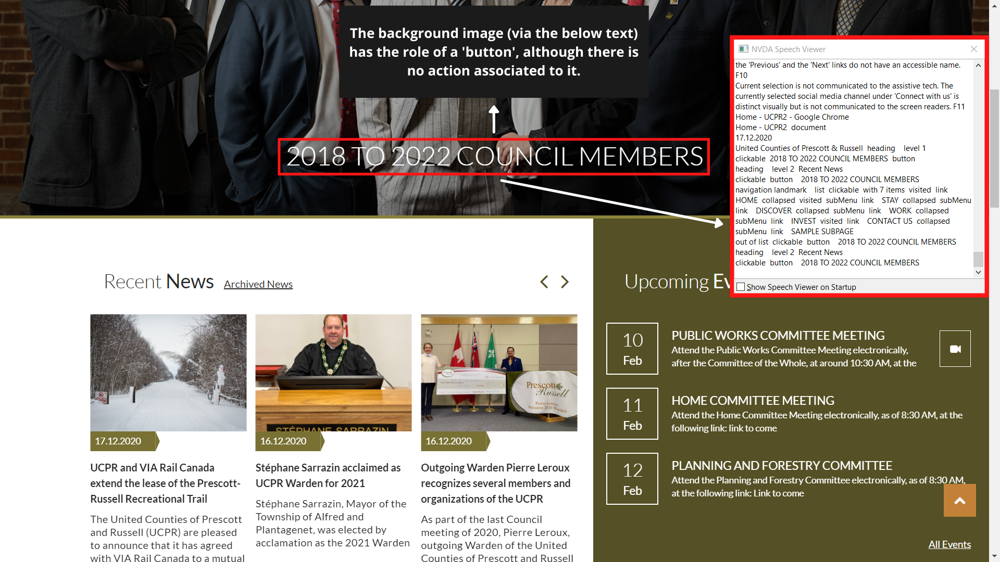 The background image (via the below text)
has the role of a 'button', although there is
no action associated to it.
2018 TO 2022 COUNCIL MEMBERS
NVDA Speech Viewer
the 'Previous' and the 'Next' links do not have an accessible name.
F10
Current selection is not communicated to the assistive tech. The
currently selected social media channel under 'Connect with us' is
distinct visually but is not communicated to the screen readers. F11
Home - UCPR2 - Google Chrome
Home - UCPR2 document
17.12.2020
United Counties of Prescott & Russell heading level 1
clickable 2018 TO 2022 COUNCIL MEMBERS button
heading level 2 Recent News
clickable button 2018 TO 2022 COUNCIL MEMBERS
navigation landmark list clickable with 7 items visited link
HOME collapsed visited subMenu link STAY collapsed subMenu
link DISCOVER collapsed subMenu link WORK collapsed
subMenu link INVEST visited link CONTACT US collapsed
subMenu link SAMPLE SUBPAGE
out of list clickable button 2018 TO 2022 COUNCIL MEMBERS
heading level 2 Recent News
clickable button 2018 TO 2022 COUNCIL MEMBERS
Show Speech Viewer on Startup
Recent News
Archived News
STÉPHANE SARRAZIN
Prescott
Russell
Pierre Leroux
Président 2020 Warden
17.12.2020
UCPR and VIA Rail Canada
extend the lease of the Prescott-
Russell Recreational Trail
The United Counties of Prescott
and Russell (UCPR) are pleased
to announce that it has agreed
with VIA Rail Canada to a mutual
16.12.2020
Stéphane Sarrazin acclaimed as
UCPR Warden for 2021
Stéphane Sarrazin, Mayor of the
Township of Alfred and
Plantagenet, was elected by
acclamation as the 2021 Warden
16.12.2020
Outgoing Warden Pierre Leroux
recognizes several members and
organizations of the UCPR
As part of the last Council
meeting of 2020, Pierre Leroux,
outgoing Warden of the United
Counties of Prescott and Russell
Upcoming Ev
10
Feb
PUBLIC WORKS COMMITTEE MEETING
Attend the Public Works Committee Meeting electronically,
after the Committee of the Whole, at around 10:30 AM, at the
11
Feb
HOME COMMITTEE MEETING
Attend the Home Committee Meeting electronically, as of 8:30 AM, at the
following link: link to come
12
Feb
PLANNING AND FORESTRY COMMITTEE
Attend the Planning and Forestry Committee electronically, as of 8:30 AM,
at the following link: Link to come
All Events